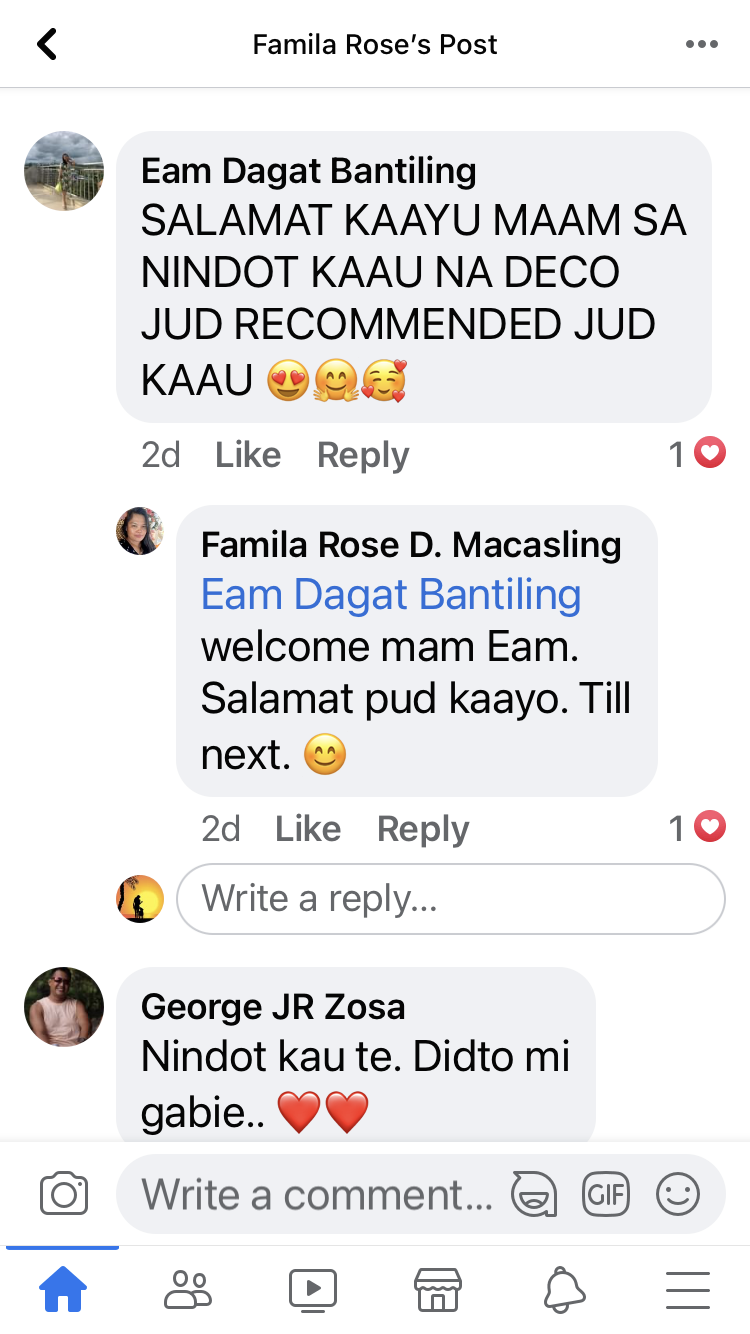 Famila Rose's Post
Eam Dagat Bantiling
SALAMAT KAAYU MAAM SA
NINDOT KAAU NA DECO
JUD RECOMMENDED JUD
KAAU 😍🤗🥰
2d Like Reply 1
Famila Rose D. Macasling
Eam Dagat Bantiling
welcome mam Eam.
Salamat pud kaayo. Till
next. 😊
2d Like Reply 1
Write a reply...
George JR Zosa
Nindot kau te. Didto mi
gabie.. ❤️❤️
Write a comment...
GIF